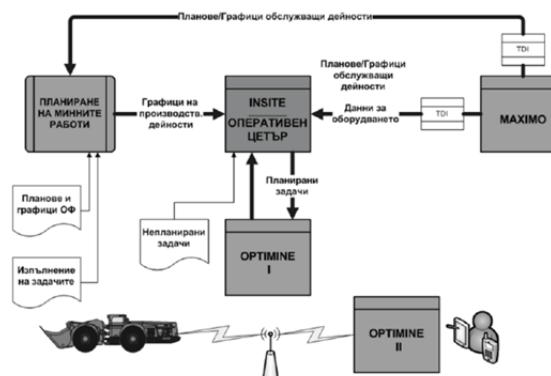 Планове/Графици обслужващи дейности
TDI
Планове/Графици
обслужващи
дейности
ПЛАНИРАНЕ
НА МИННИТЕ
РАБОТИ
Графици на
производств.
дейности
INSITE
ОПЕРАТИВЕН
ЦЕТЪР
Данни за
оборудването
TDI
MAXIMO
Планирани
задачи
Планове и
графици ОФ
Непланирани
задачи
OPTIMINE
I
Изпълнение
на задачите
OPTIMINE
II